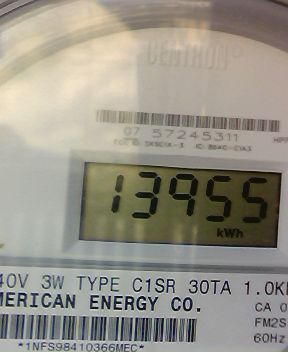 CENTRON®
07 57245311
13955
kWh
40V 3W TYPE C1SR 30TA 1.0K
MERICAN ENERGY CO.
CA 0
FM2S
60Hz
*1NFS98410366MEC*